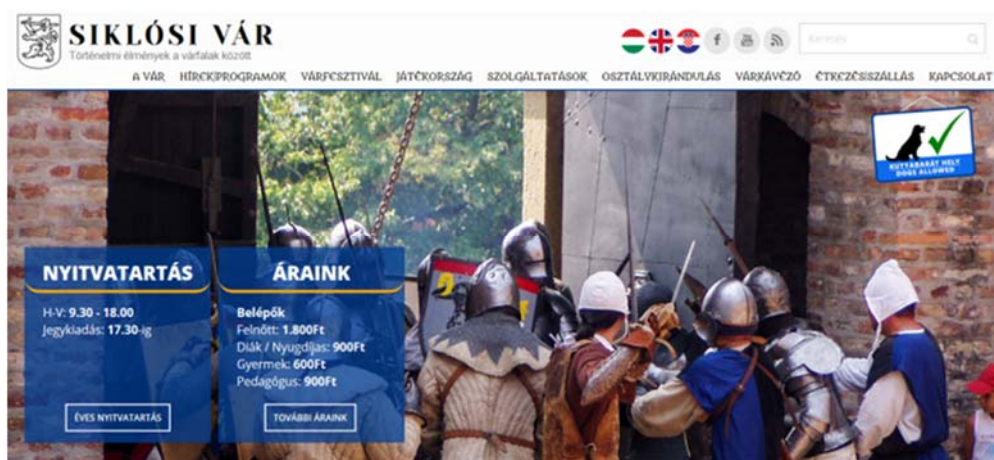 SIKLÓSI VÁR
Történelmi élmények a várfalak között
Keresés
A VÁR HÍREK|PROGRAMOK VÁRFESZTIVÁL JÁTÉKORSZÁG SZOLGÁLTATÁSOK OSZTÁLYKIRÁNDULÁS VÁRKÁVÉZÓ ÉTKEZÉS|SZÁLLÁS KAPCSOLAT
KUTYABARÁT HELY
DOGS ALLOWED
NYITVATARTÁS
H-V: 9.30 - 18.00
Jegykiadás: 17.30-ig
ÉVES NYITVATARTÁS
ÁRAINK
Belépők
Felnőtt: 1.800Ft
Diák / Nyugdíjas: 900Ft
Gyermek: 600Ft
Pedagógus: 900Ft
TOVÁBBI ÁRAINK